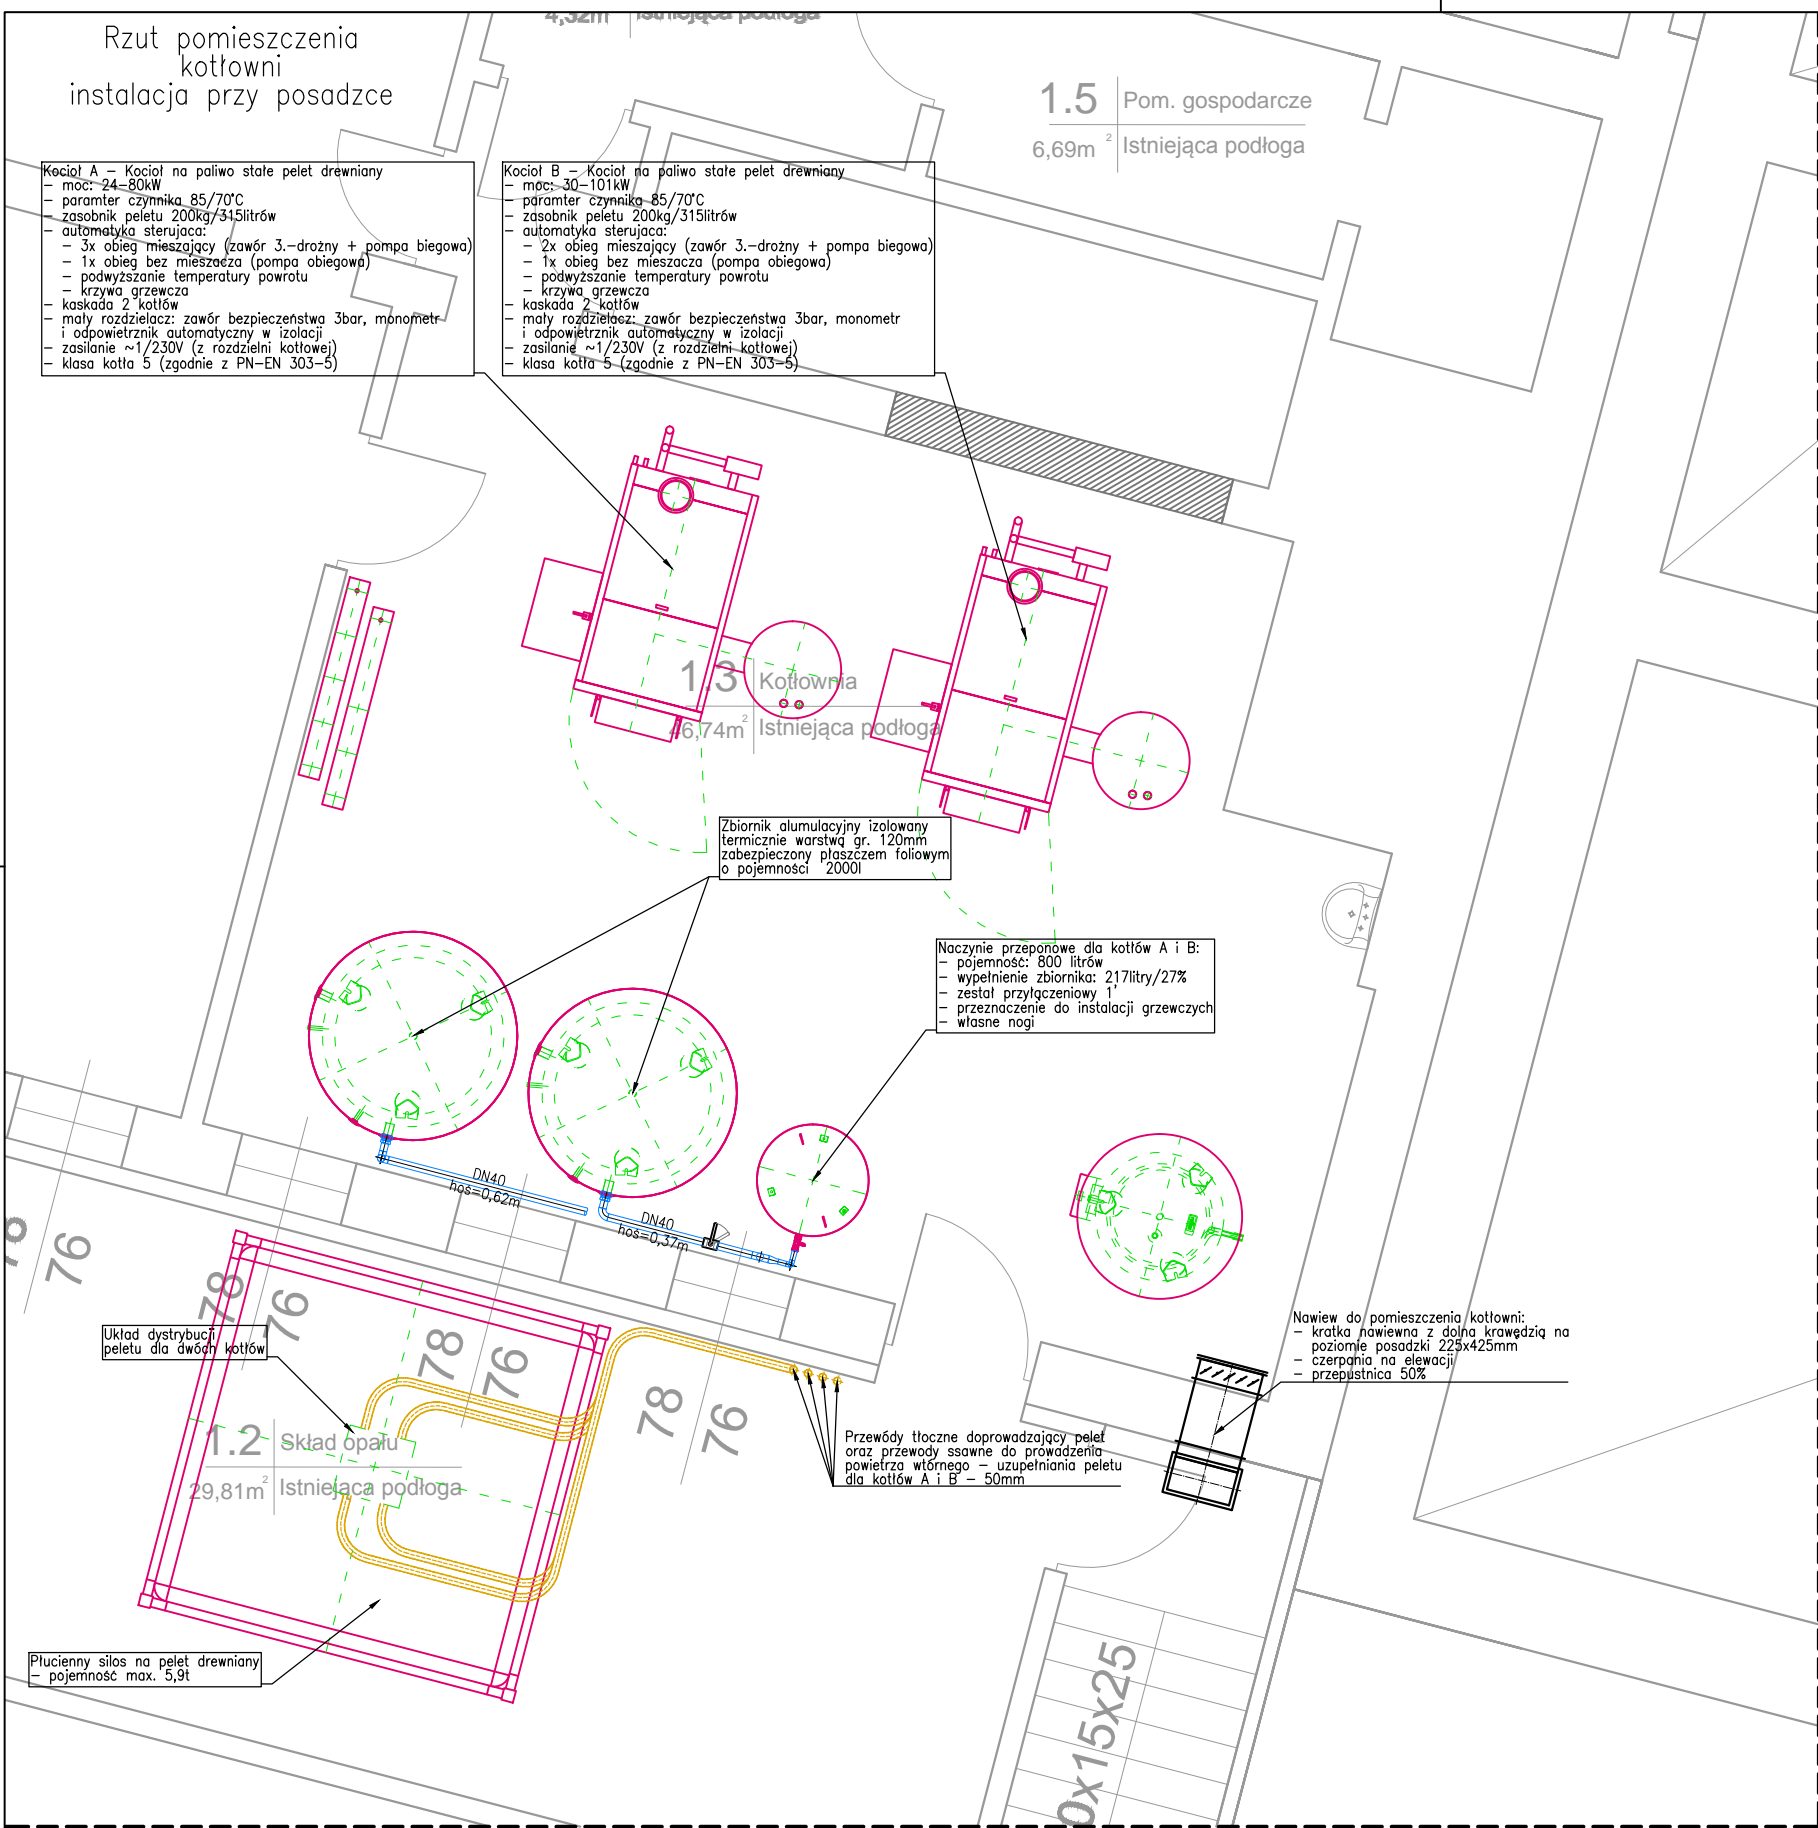 Rzut pomieszczenia
kotłowni
instalacja przy posadzce
4,32m Istniejąca podłoga
1.5 Pom. gospodarcze
6,69m² Istniejąca podłoga
Kocioł A – Kocioł na paliwo stałe pelet drewniany
– moc: 24–80kW
– paramter czynnika 85/70°C
– zasobnik peletu 200kg/315litrów
– automatyka sterujaca:
– 3x obieg mieszający (zawór 3.–drożny + pompa biegowa)
– 1x obieg bez mieszacza (pompa obiegowa)
– podwyższanie temperatury powrotu
– krzywa grzewcza
– kaskada 2 kotłów
– mały rozdzielacz: zawór bezpieczeństwa 3bar, monometr
i odpowietrznik automatyczny w izolacji
– zasilanie ~1/230V (z rozdzielni kotłowej)
– klasa kotła 5 (zgodnie z PN–EN 303–5)
Kocioł B – Kocioł na paliwo stałe pelet drewniany
– moc: 30–101kW
– paramter czynnika 85/70°C
– zasobnik peletu 200kg/315litrów
– automatyka sterujaca:
– 2x obieg mieszający (zawór 3.–drożny + pompa biegowa)
– 1x obieg bez mieszacza (pompa obiegowa)
– podwyższanie temperatury powrotu
– krzywa grzewcza
– kaskada 2 kotłów
– mały rozdzielacz: zawór bezpieczeństwa 3bar, monometr
i odpowietrznik automatyczny w izolacji
– zasilanie ~1/230V (z rozdzielni kotłowej)
– klasa kotła 5 (zgodnie z PN–EN 303–5)
1.3 Kotłownia
46,74m² Istniejąca podłoga
Zbiornik alumulacyjny izolowany
termicznie warstwą gr. 120mm
zabezpieczony płaszczem foliowym
o pojemności 2000l
Naczynie przeponowe dla kotłów A i B:
– pojemność: 800 litrów
– wypełnienie zbiornika: 217litry/27%
– zestał przyłączeniowy 1'
– przeznaczenie do instalacji grzewczych
– własne nogi
DN40
hoś=0,62m
DN40
hoś=0,37m
76
78
76
78
76
78
76
Układ dystrybucji
peletu dla dwóch kotłów
1.2 Skład opału
29,81m² Istniejąca podłoga
Nawiew do pomieszczenia kotłowni:
– kratka nawiewna z dolna krawędzią na
poziomie posadzki 225x425mm
– czerpania na elewacji
– przepustnica 50%
Przewódy tłoczne doprowadzający pelet
oraz przewody ssawne do prowadzenia
powietrza wtórnego – uzupełniania peletu
dla kotłów A i B – 50mm
Płucienny silos na pelet drewniany
– pojemność max. 5,9t
0x15x25